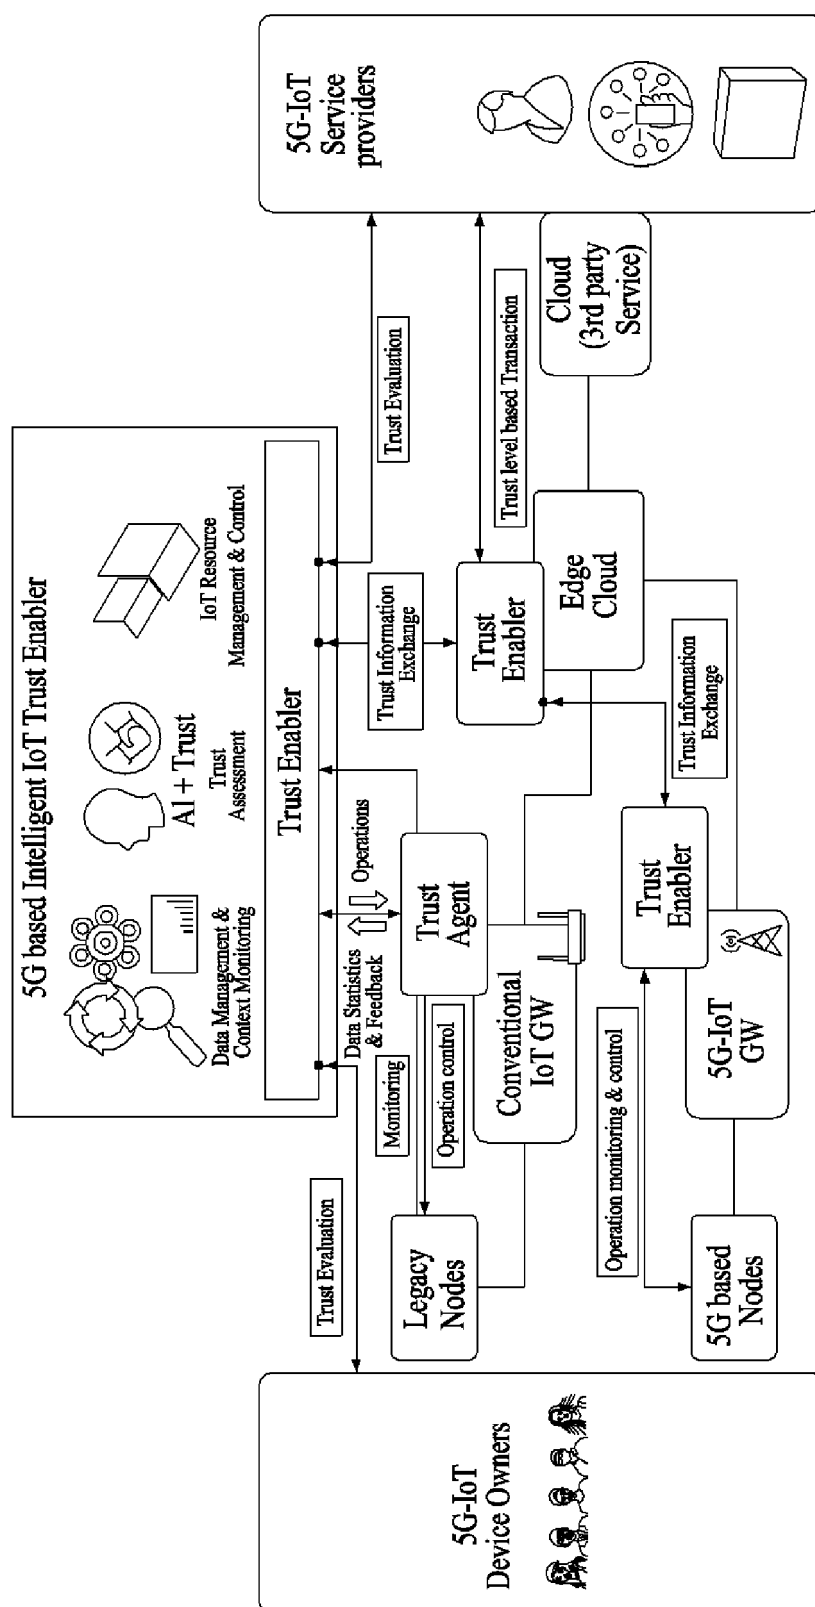 5G based Intelligent IoT Trust Enabler
Data Management &
Context Monitoring
AI + Trust
Trust
Assessment
IoT Resource
Management & Control
Trust Enabler
Trust Evaluation
Data Statistics
& Feedback
Operations
Trust Information
Exchange
Trust Evaluation
Monitoring
Operation control
Trust level based Transaction
5G-IoT
Device Owners
Legacy
Nodes
Trust
Agent
Conventional
IoT GW
Trust
Enabler
Edge
Cloud
Cloud
(3rd party
Service)
5G-IoT
Service
providers
Operation monitoring & control
Trust Information
Exchange
5G based
Nodes
Trust
Enabler
5G-IoT
GW